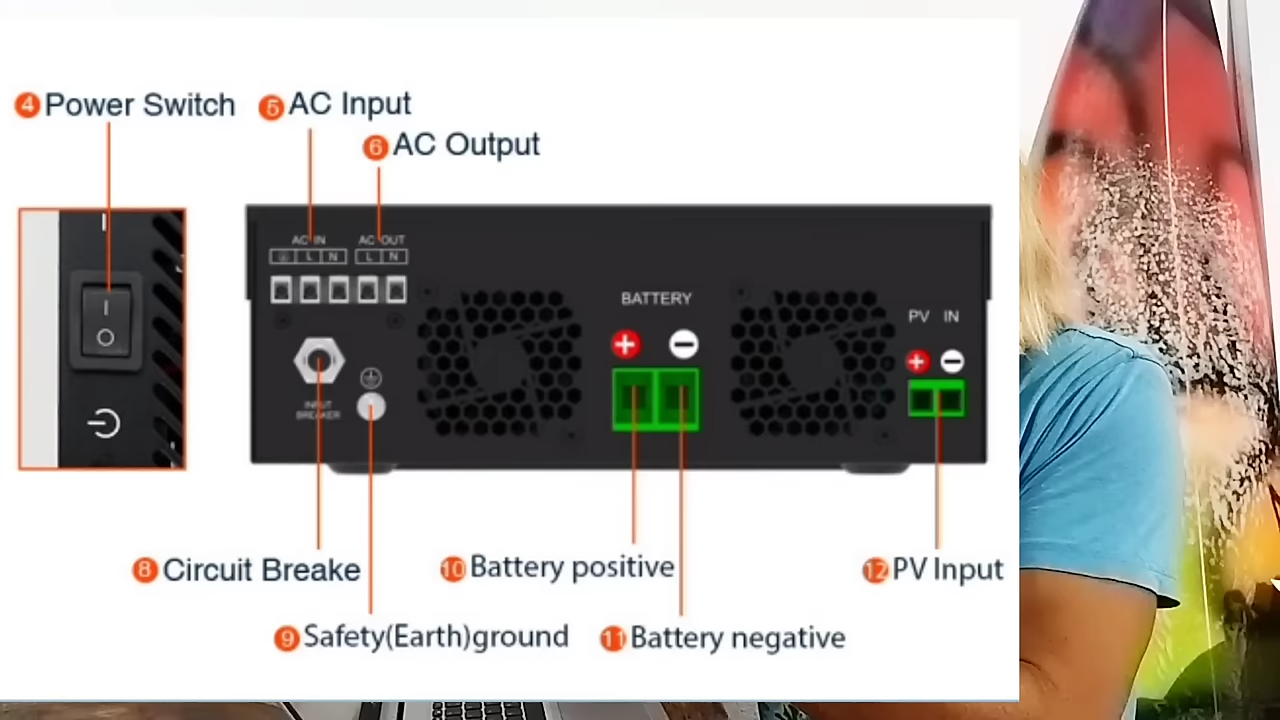 4 Power Switch
5 AC Input
6 AC Output
AC IN
AC OUT
L N
L N
BATTERY
PV IN
INPUT
BREAKER
8 Circuit Breake
10 Battery positive
12 PV Input
9 Safety(Earth)ground
11 Battery negative